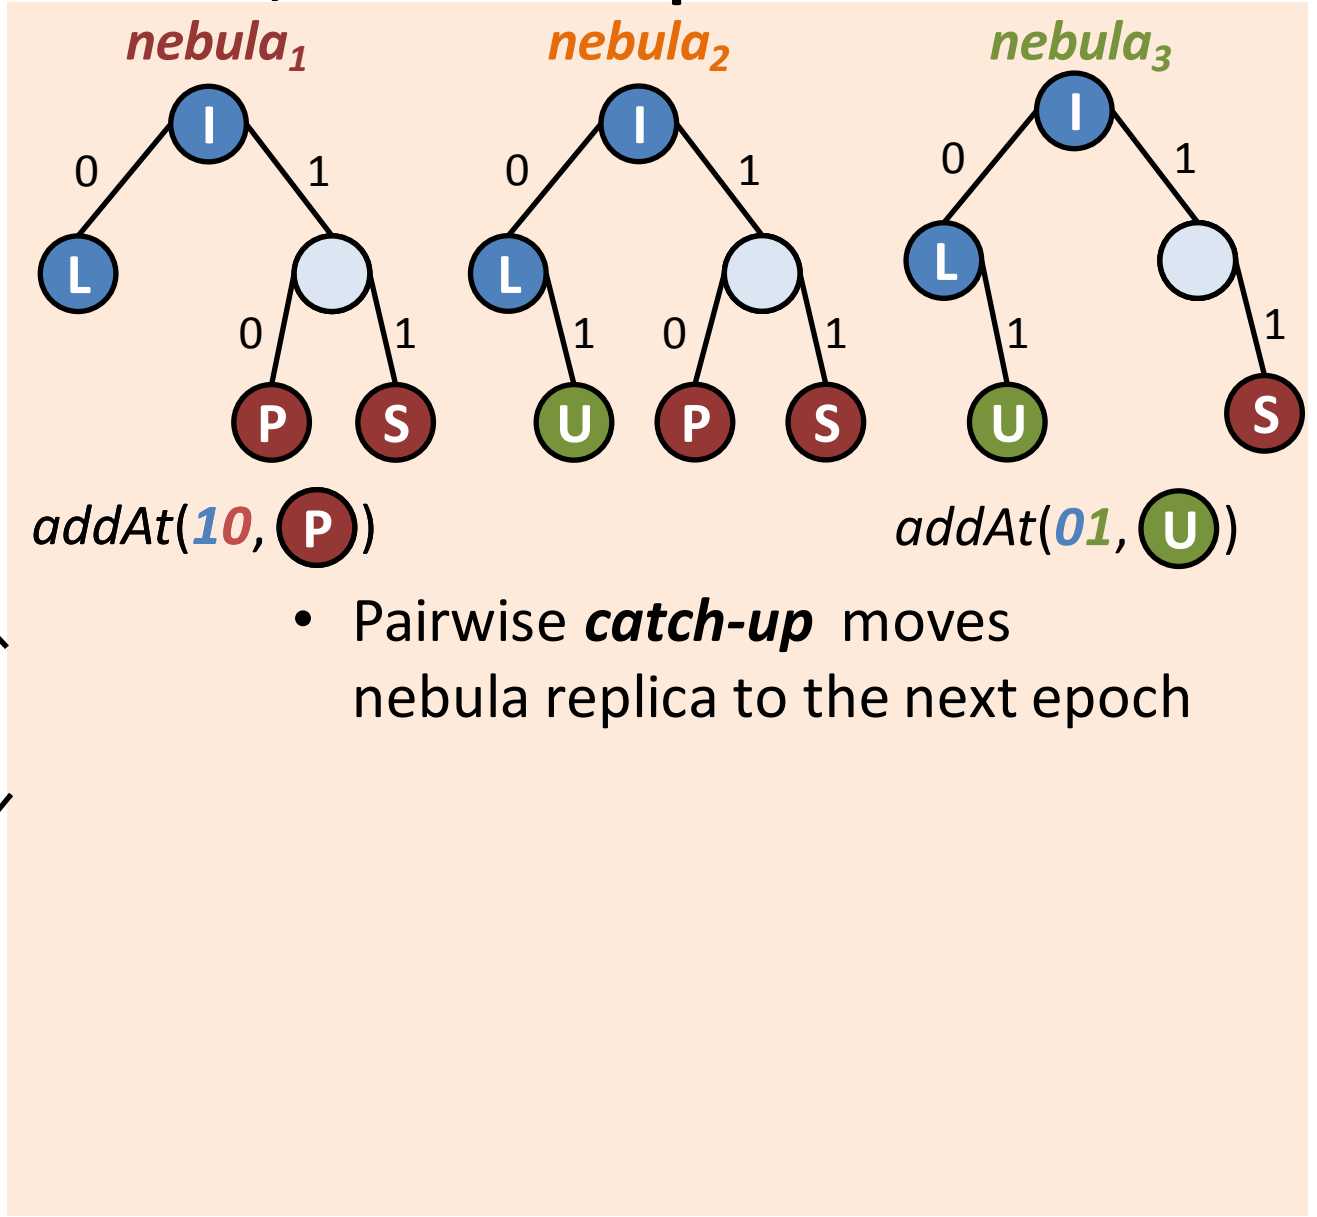 nebula1 nebula2 nebula3
I I I
0 1 0 1 0 1
L L L
0 1 1 0 1 1 1
P S U P S U S
addAt(10, P) addAt(01, U)
• Pairwise catch-up moves
nebula replica to the next epoch